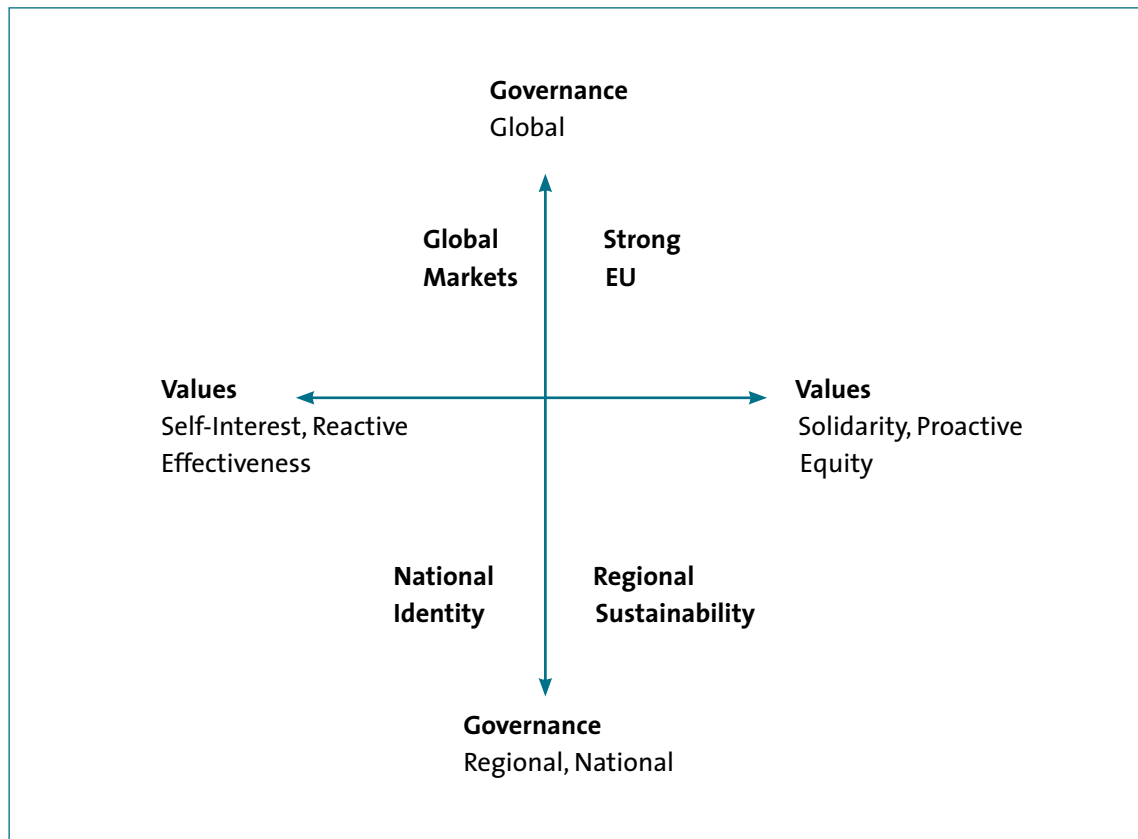 Governance
Global
Global
Markets
Strong
EU
Values
Self-Interest, Reactive
Effectiveness
Values
Solidarity, Proactive
Equity
National
Identity
Regional
Sustainability
Governance
Regional, National